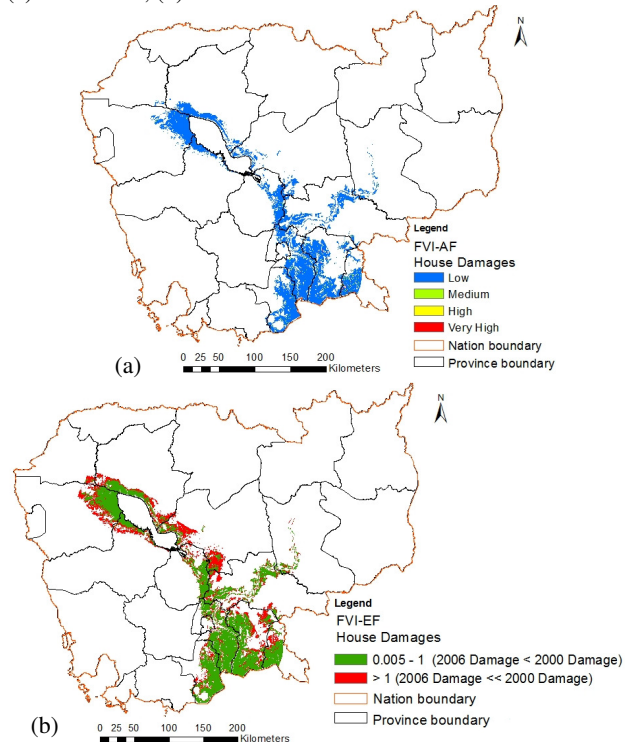 N
Legend
FVI-AF
House Damages
Low
Medium
High
Very High
Nation boundary
Province boundary
(a)
0 25 50 100 150 200
Kilometers
N
Legend
FVI-EF
House Damages
0.005 - 1 (2006 Damage < 2000 Damage)
> 1 (2006 Damage << 2000 Damage)
Nation boundary
Province boundary
(b)
0 25 50 100 150 200
Kilometers